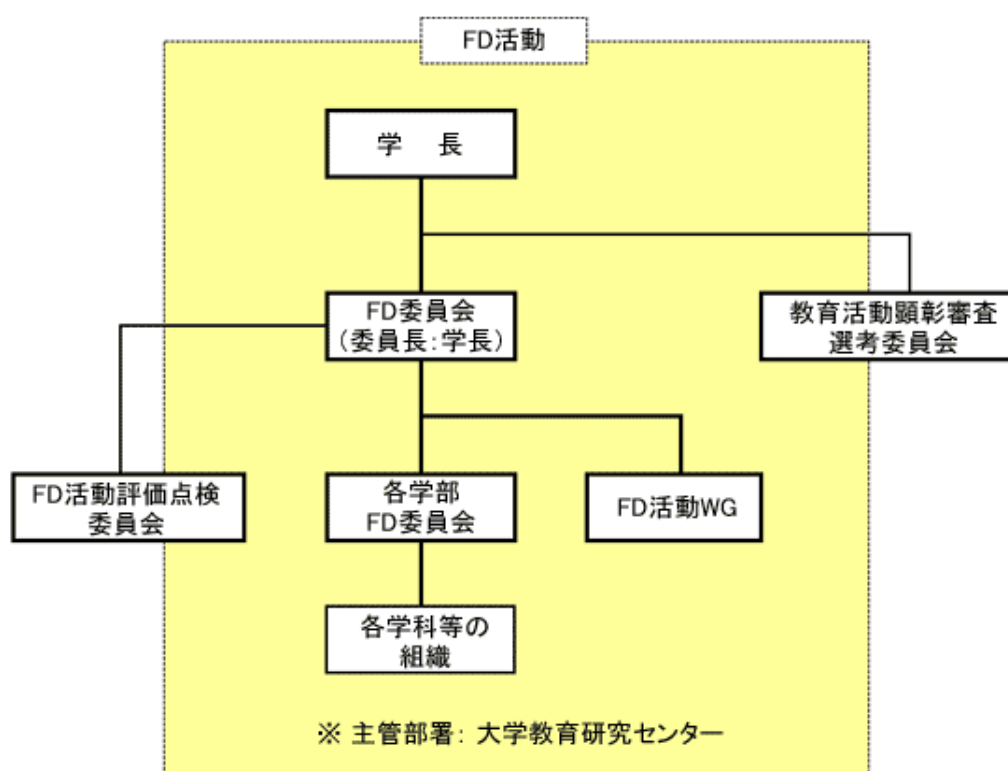 FD活動
学　長
FD委員会
（委員長：学長）
教育活動顕彰審査
選考委員会
FD活動評価点検
委員会
各学部
FD委員会
FD活動WG
各学科等の
組織
※ 主管部署： 大学教育研究センター